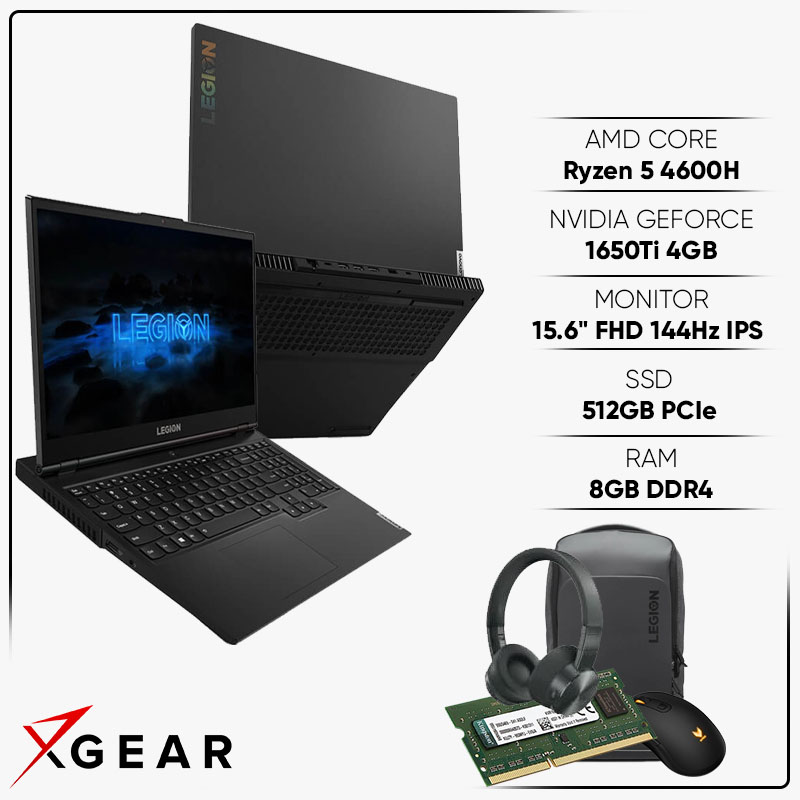 LEGION
LEGION
LEGION
AMD CORE
Ryzen 5 4600H
NVIDIA GEFORCE
1650Ti 4GB
MONITOR
15.6" FHD 144Hz IPS
SSD
512GB PCIe
RAM
8GB DDR4
LEGION
Kingston
XGEAR